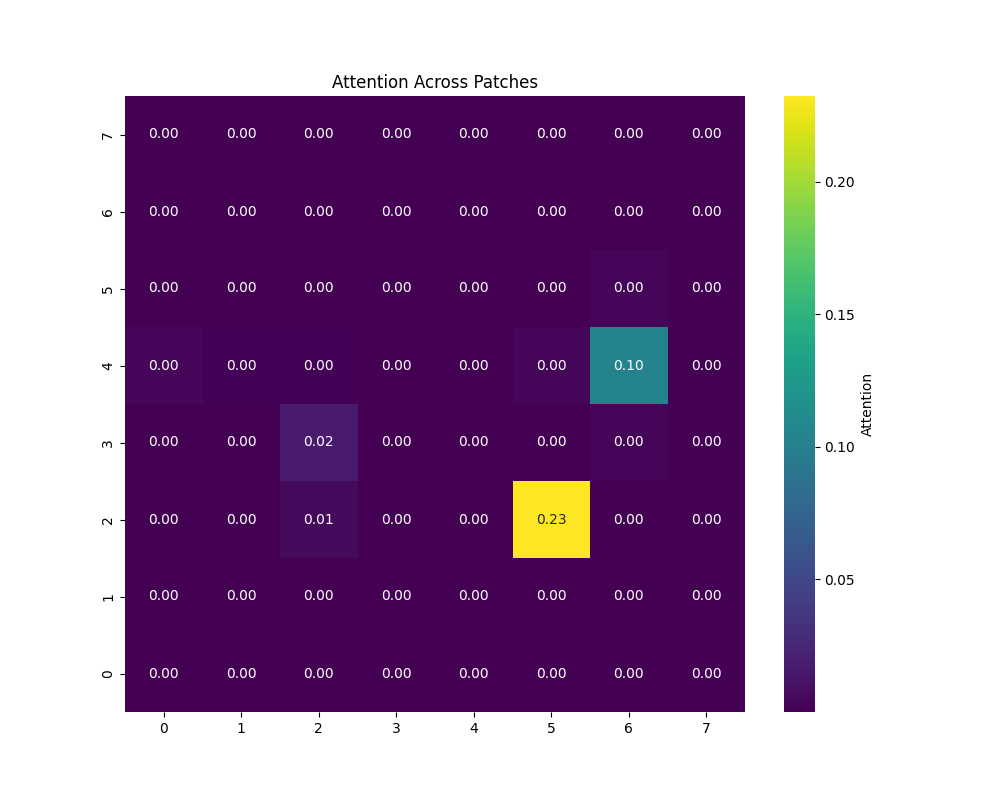 Attention Across Patches
7 0.00 0.00 0.00 0.00 0.00 0.00 0.00 0.00
6 0.00 0.00 0.00 0.00 0.00 0.00 0.00 0.00
5 0.00 0.00 0.00 0.00 0.00 0.00 0.00 0.00
4 0.00 0.00 0.00 0.00 0.00 0.00 0.10 0.00
3 0.00 0.00 0.02 0.00 0.00 0.00 0.00 0.00
2 0.00 0.00 0.01 0.00 0.00 0.23 0.00 0.00
1 0.00 0.00 0.00 0.00 0.00 0.00 0.00 0.00
0 0.00 0.00 0.00 0.00 0.00 0.00 0.00 0.00
0 1 2 3 4 5 6 7
0.20
0.15
0.10
0.05
Attention